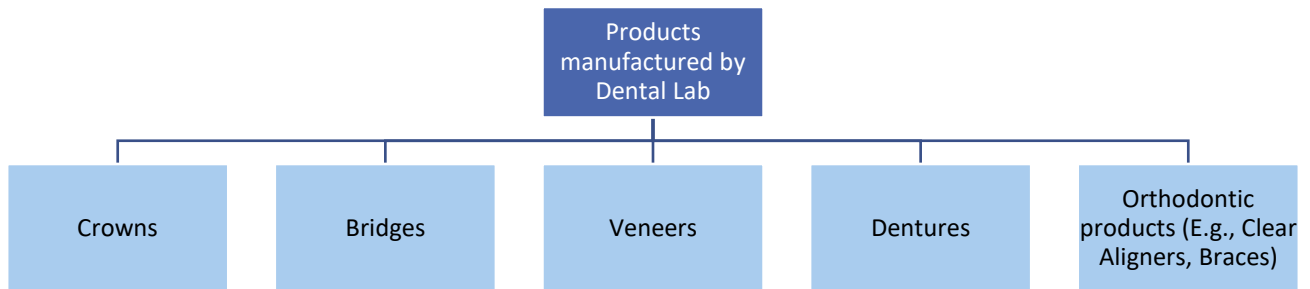 Products
manufactured by
Dental Lab
Crowns
Bridges
Veneers
Dentures
Orthodontic
products (E.g., Clear
Aligners, Braces)